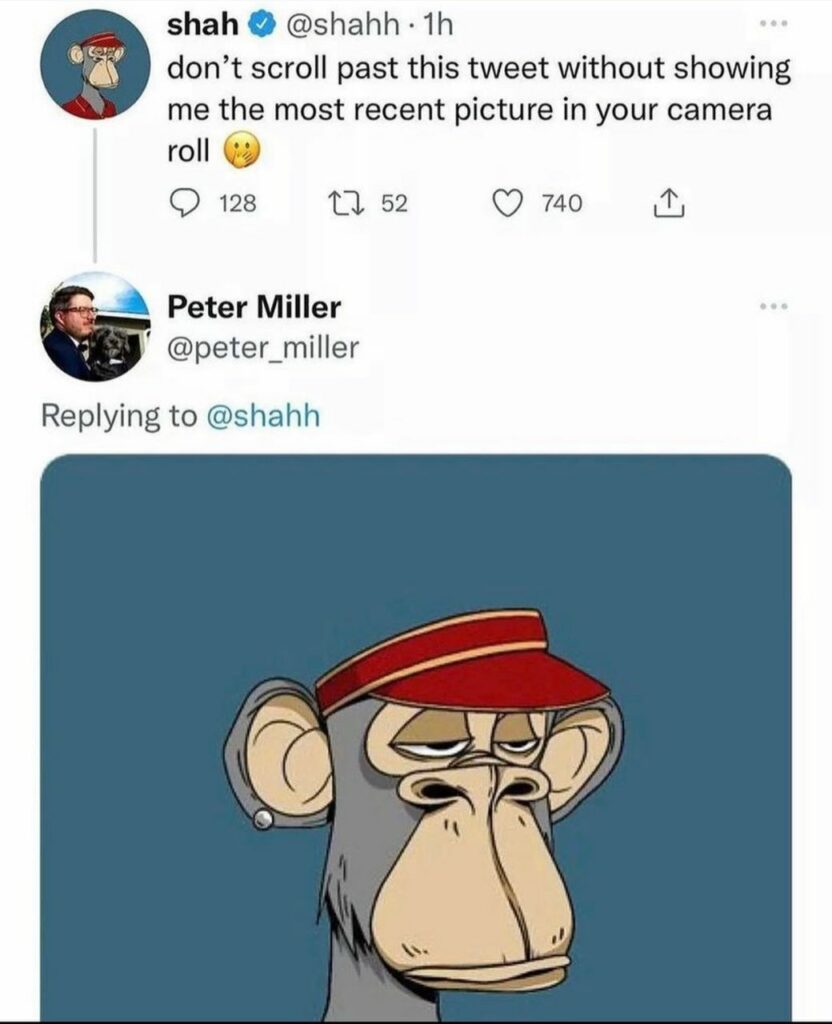 shah @shahh · 1h
don’t scroll past this tweet without showing
me the most recent picture in your camera
roll 🤭
128 52 740
Peter Miller
@peter_miller
Replying to @shahh